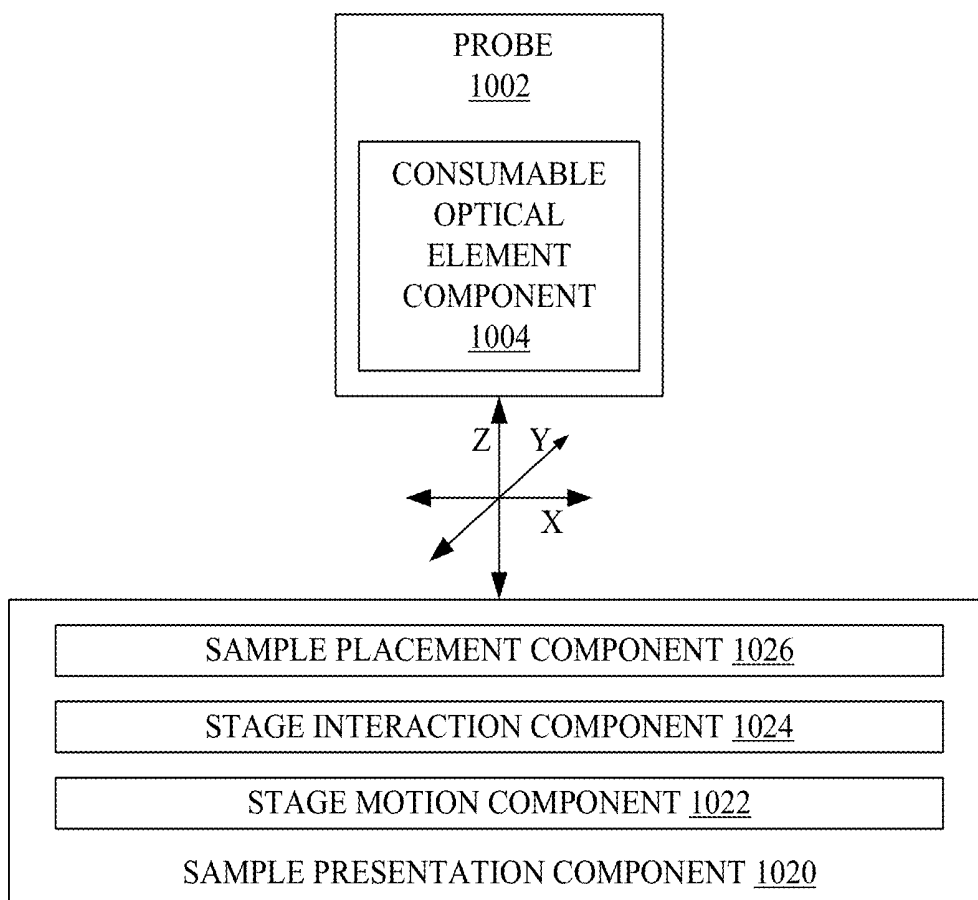 PROBE
1002
CONSUMABLE
OPTICAL
ELEMENT
COMPONENT
1004
Z Y
X
SAMPLE PLACEMENT COMPONENT 1026
STAGE INTERACTION COMPONENT 1024
STAGE MOTION COMPONENT 1022
SAMPLE PRESENTATION COMPONENT 1020